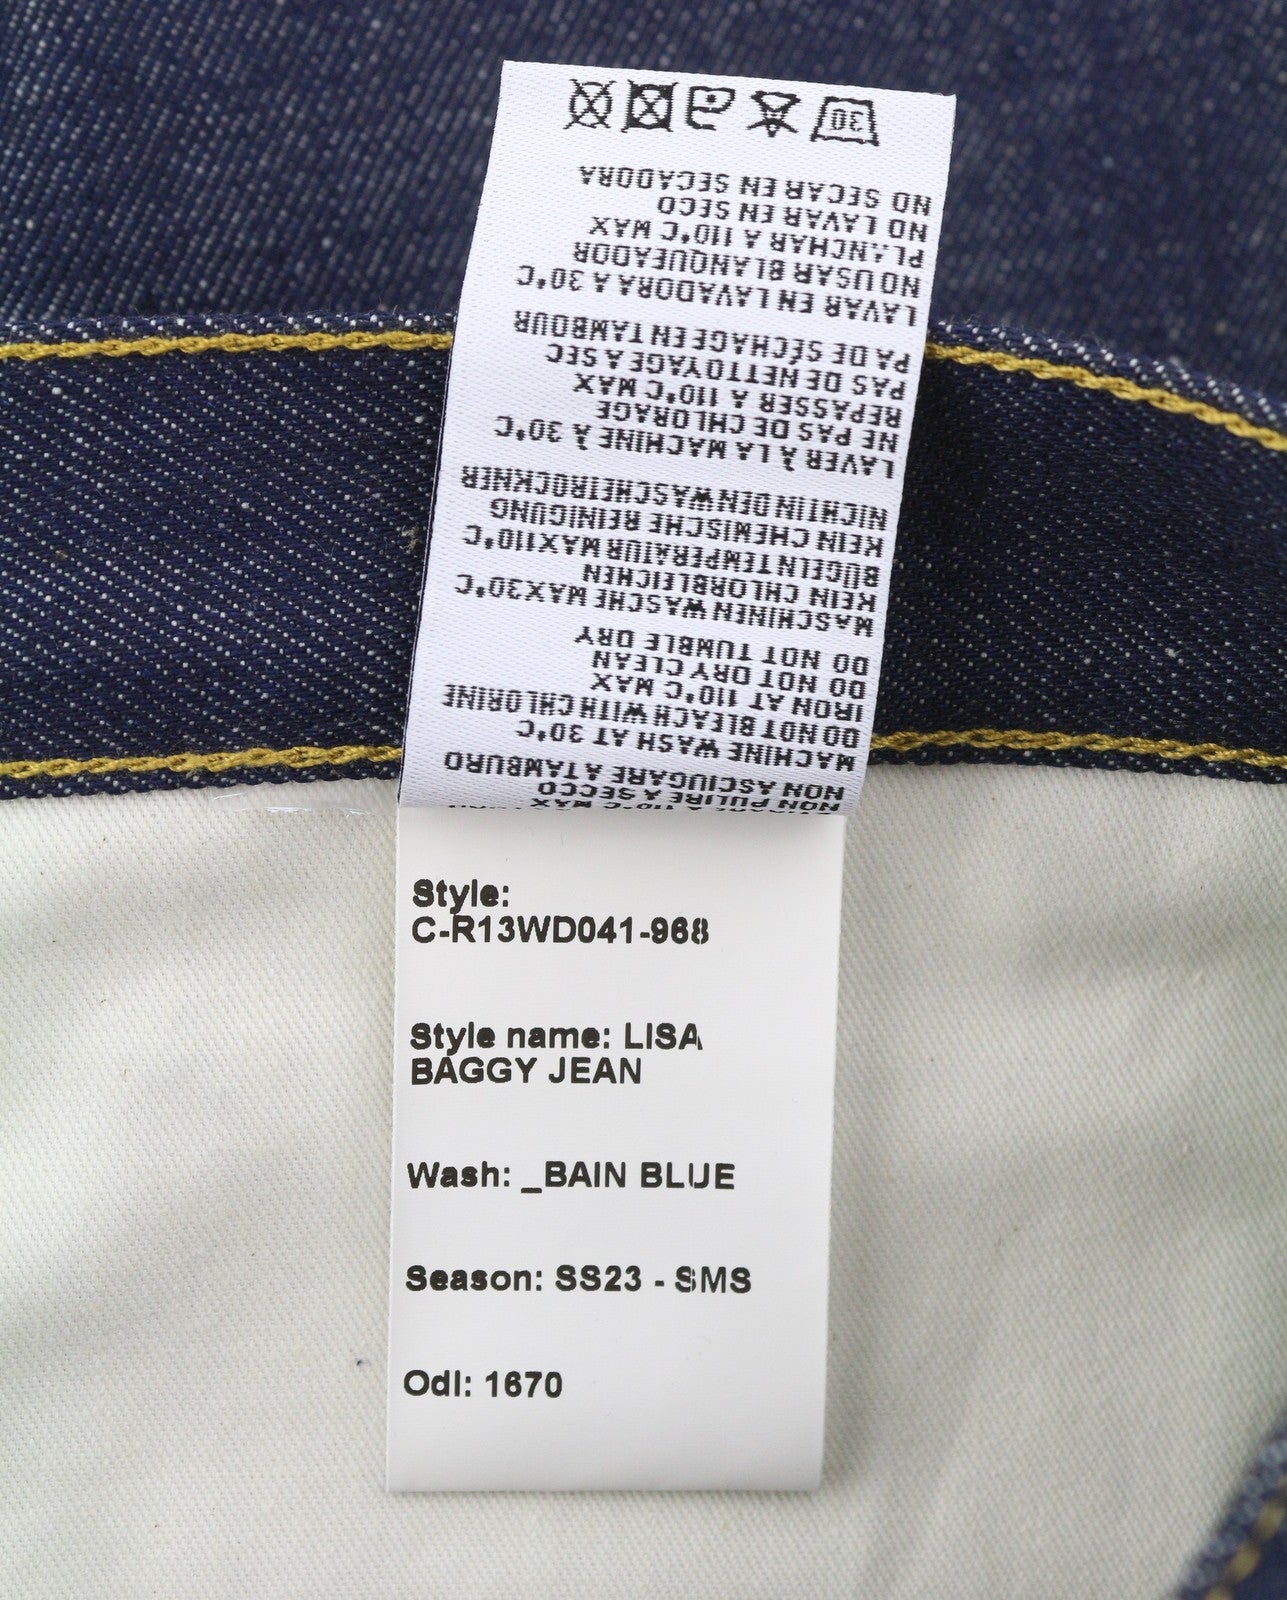 NON PULIRE A SECCO
NON ASCIUGARE A TAMBURO
MACHINE WASH AT 30°C
DO NOT BLEACH WITH CHLORINE
IRON AT 110°C MAX
DO NOT DRY CLEAN
DO NOT TUMBLE DRY
MASCHINEN WASCHE MAX30°C
KEIN CHLORBLEICHEN
BÜGELN TEMPERATUR MAX110°C
KEIN CHEMISCHE REINIGUNG
NICHT IN DEN WASCHEITROCKNER
LAVER À LA MACHINE À 30°C
NE PAS DE CHLORAGE
REPASSER A 110°C MAX
PAS DE NETTOYAGE A SEC
PA DE SÉCHAGE EN TAMBOUR
LAVAR EN LAVADORA A 30°C
NO USAR BLANQUEADOR
PLANCHAR A 110°C MAX
NO LAVAR EN SECO
NO SECAR EN SECADORA
30
Style:
C-R13WD041-968
Style name: LISA
BAGGY JEAN
Wash: _BAIN BLUE
Season: SS23 - SMS
Odl: 1670